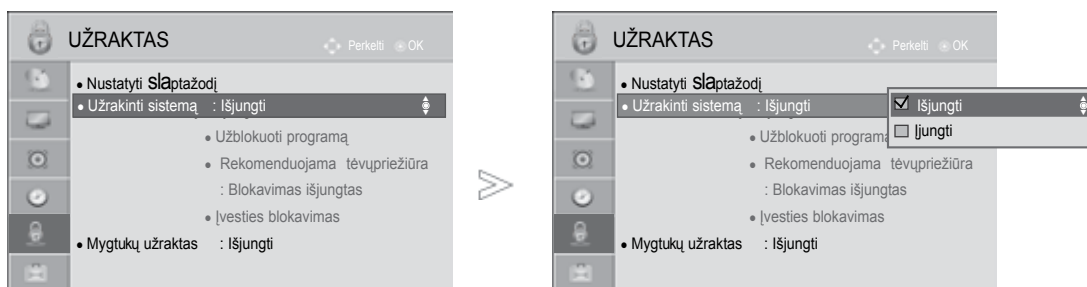 UŽRAKTAS
Perkelti OK
• Nustatyti Slaptažodį
• Užrakinti sistemą : Išjungti
• Užblokuoti programą
• Rekomenduojama tėvųpriežiūra
: Blokavimas išjungtas
• Įvesties blokavimas
• Mygtukų užraktas : Išjungti
UŽRAKTAS
Perkelti OK
• Nustatyti Slaptažodį
• Užrakinti sistemą : Išjungti
Išjungti
Įjungti
• Užblokuoti programą
• Rekomenduojama tėvųpriežiūra
: Blokavimas išjungtas
• Įvesties blokavimas
• Mygtukų užraktas : Išjungti